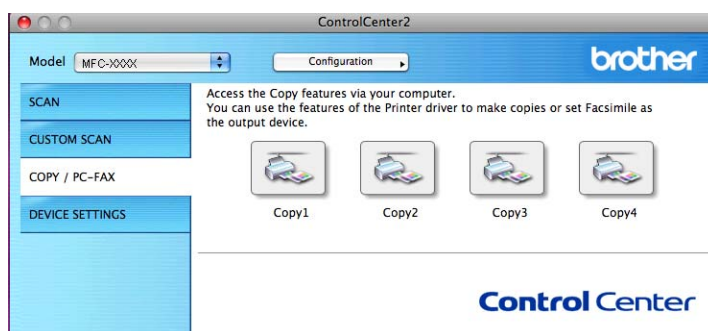 ControlCenter2
Model MFC-XXXX Configuration brother
SCAN
CUSTOM SCAN
COPY / PC-FAX
DEVICE SETTINGS
Access the Copy features via your computer.
You can use the features of the Printer driver to make copies or set Facsimile as
the output device.
Copy1 Copy2 Copy3 Copy4
Control Center